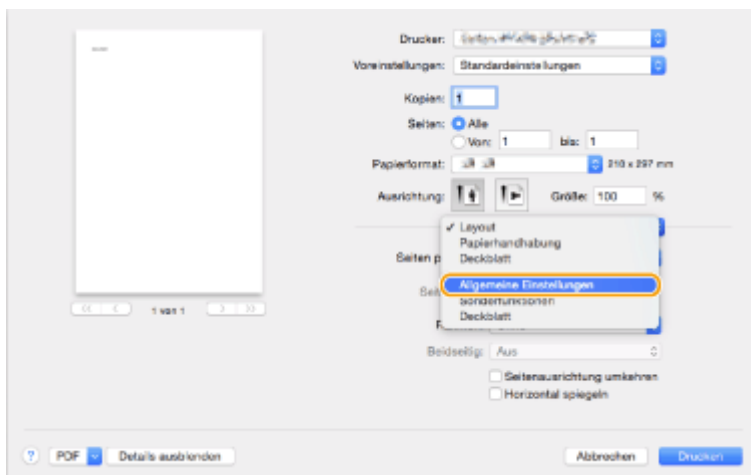 Drucker:
Voreinstellungen: Standardeinstellungen
Kopien: 1
Seiten: Alle
Von: 1 bis: 1
Papierformat: 210 x 297 mm
Ausrichtung: Größe: 100 %
Layout
Papierhandhabung
Seiten p Deckblatt
Allgemeine Einstellungen
Sonderfunktionen
Deckblatt
1 von 1
Beidseitig: Aus
Seitenausrichtung umkehren
Horizontal spiegeln
? PDF Details ausblenden Abbrechen Drucken